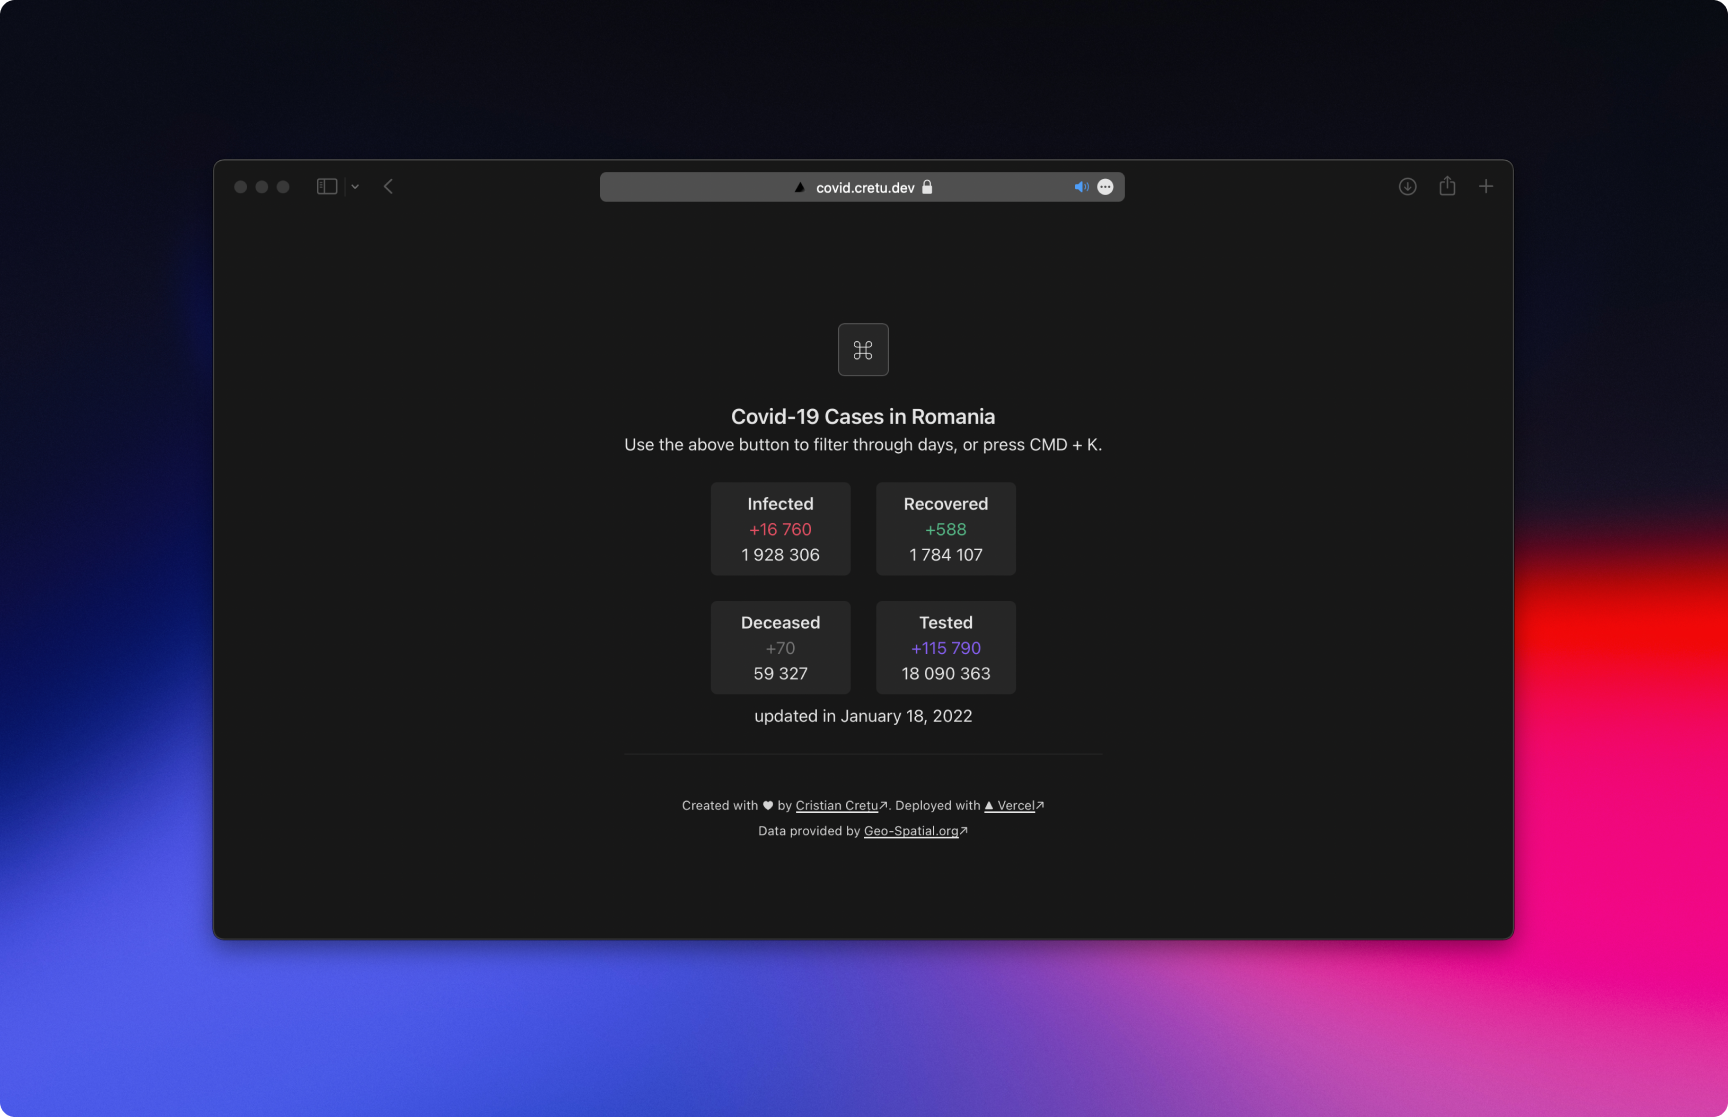 covid.cretu.dev
⌘
Covid-19 Cases in Romania
Use the above button to filter through days, or press CMD + K.
Infected
+16 760
1 928 306
Recovered
+588
1 784 107
Deceased
+70
59 327
Tested
+115 790
18 090 363
updated in January 18, 2022
Created with ♥ by Cristian Cretu↗. Deployed with ▲ Vercel↗
Data provided by Geo-Spatial.org↗